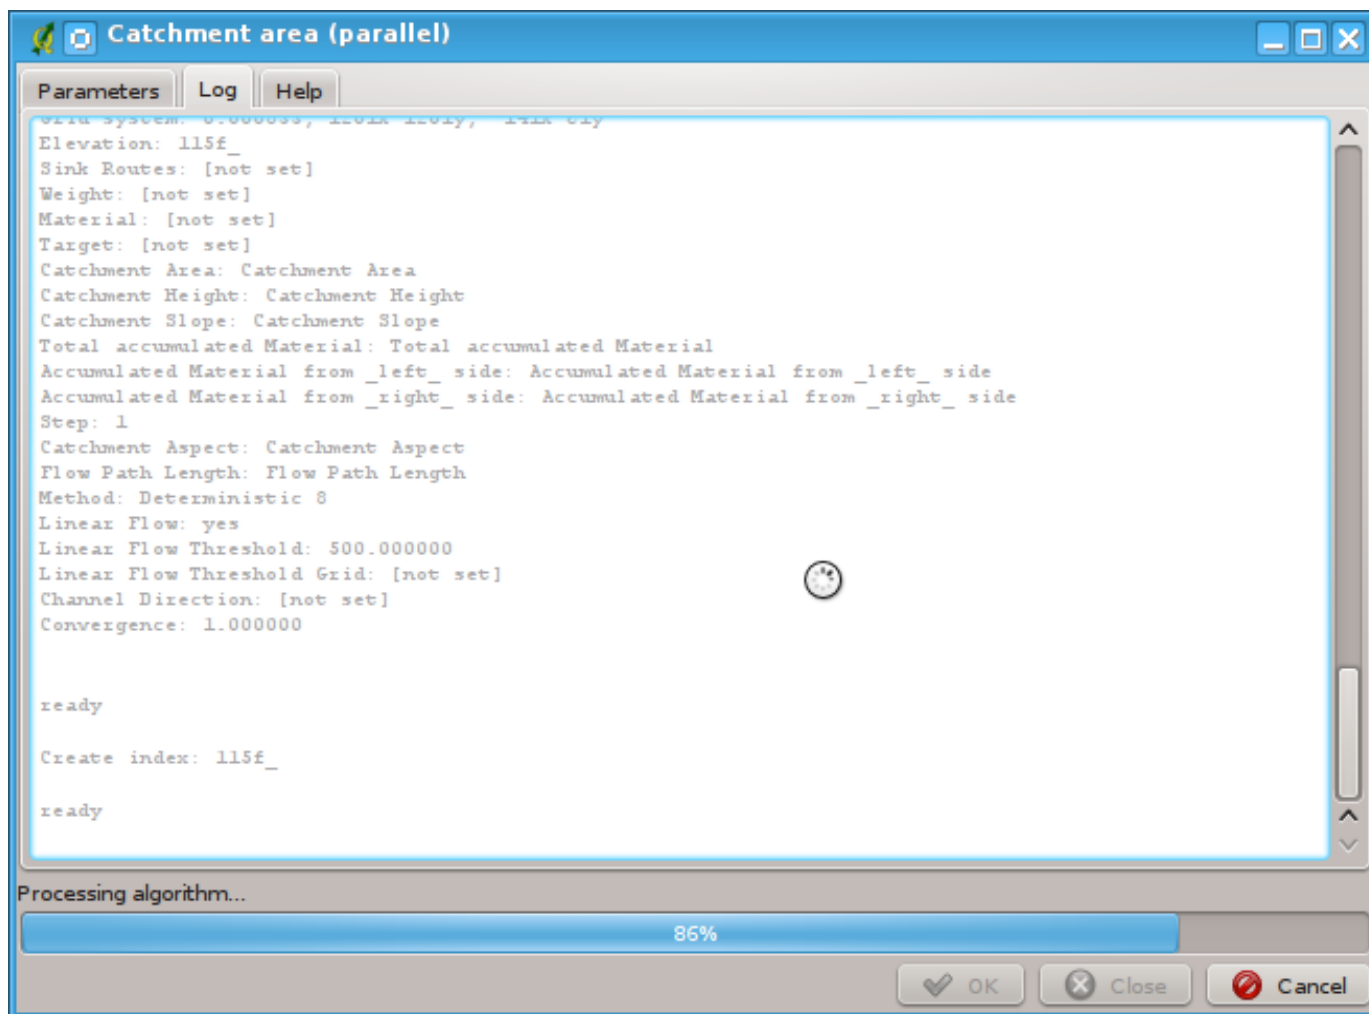 Catchment area (parallel)
Parameters
Log
Help
Grid system:
Elevation: 115f_
Sink Routes: [not set]
Weight: [not set]
Material: [not set]
Target: [not set]
Catchment Area: Catchment Area
Catchment Height: Catchment Height
Catchment Slope: Catchment Slope
Total accumulated Material: Total accumulated Material
Accumulated Material from _left_ side: Accumulated Material from _left_ side
Accumulated Material from _right_ side: Accumulated Material from _right_ side
Step: 1
Catchment Aspect: Catchment Aspect
Flow Path Length: Flow Path Length
Method: Deterministic 8
Linear Flow: yes
Linear Flow Threshold: 500.000000
Linear Flow Threshold Grid: [not set]
Channel Direction: [not set]
Convergence: 1.000000
ready
Create index: 115f_
ready
Processing algorithm...
86%
OK
Close
Cancel